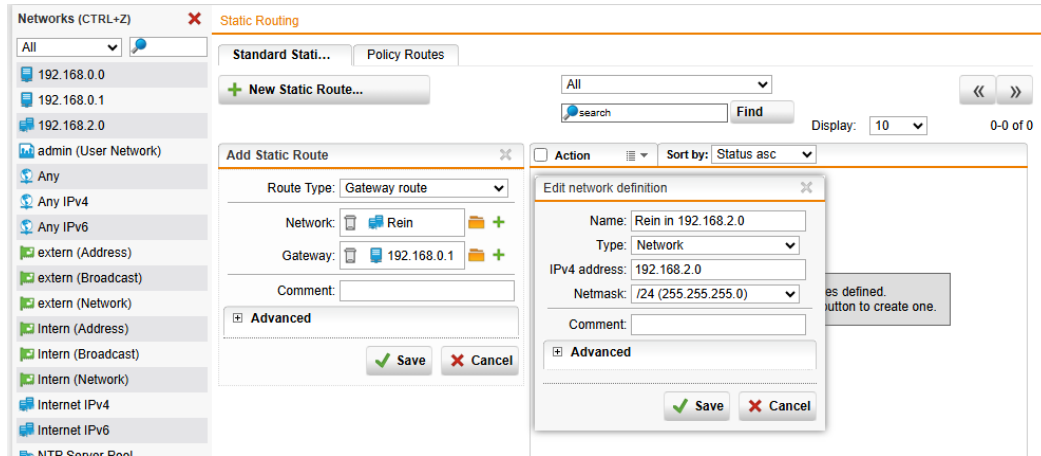 Networks (CTRL+Z)
All
192.168.0.0
192.168.0.1
192.168.2.0
admin (User Network)
Any
Any IPv4
Any IPv6
extern (Address)
extern (Broadcast)
extern (Network)
Intern (Address)
Intern (Broadcast)
Intern (Network)
Internet IPv4
Internet IPv6
NTP Server Pool
Static Routing
Standard Stati...
Policy Routes
New Static Route...
All
search
Find
Display: 10
0-0 of 0
Add Static Route
Route Type: Gateway route
Network: Rein
Gateway: 192.168.0.1
Comment:
Advanced
Save Cancel
Action
Sort by: Status asc
Edit network definition
Name: Rein in 192.168.2.0
Type: Network
IPv4 address: 192.168.2.0
Netmask: /24 (255.255.255.0)
Comment:
Advanced
Save Cancel
es defined.
utton to create one.